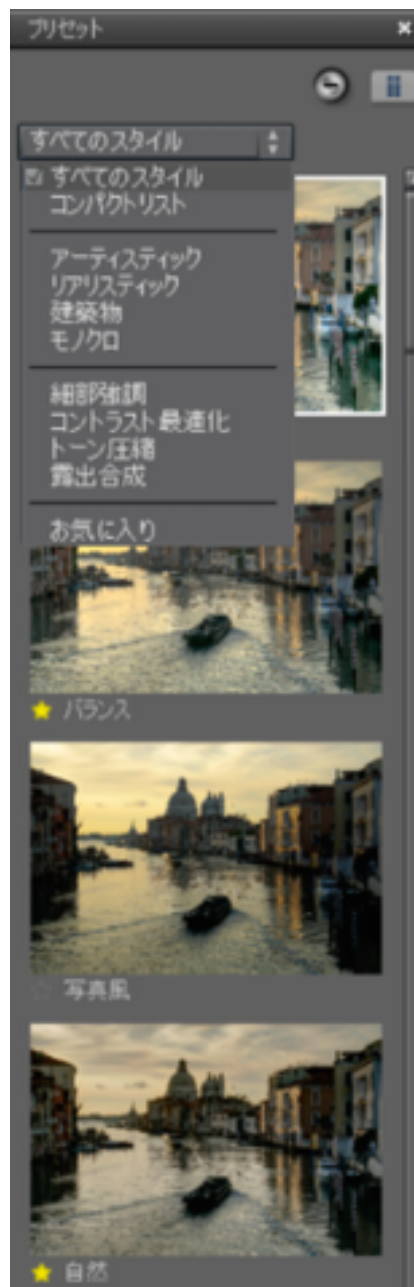 プリセット
すべてのスタイル
すべてのスタイル
コンパクトリスト
アーティスティック
リアリスティック
建築物
モノクロ
細部強調
コントラスト最適化
トーン圧縮
露出合成
お気に入り
バランス
写真風
自然